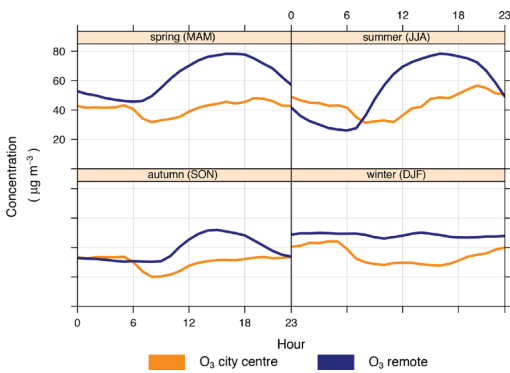 0 6 12 18 23
spring (MAM) summer (JJA)
80
60
40
20
autumn (SON) winter (DJF)
Concentration
( µg m⁻³ )
0 6 12 18 23
Hour
O₃ city centre O₃ remote